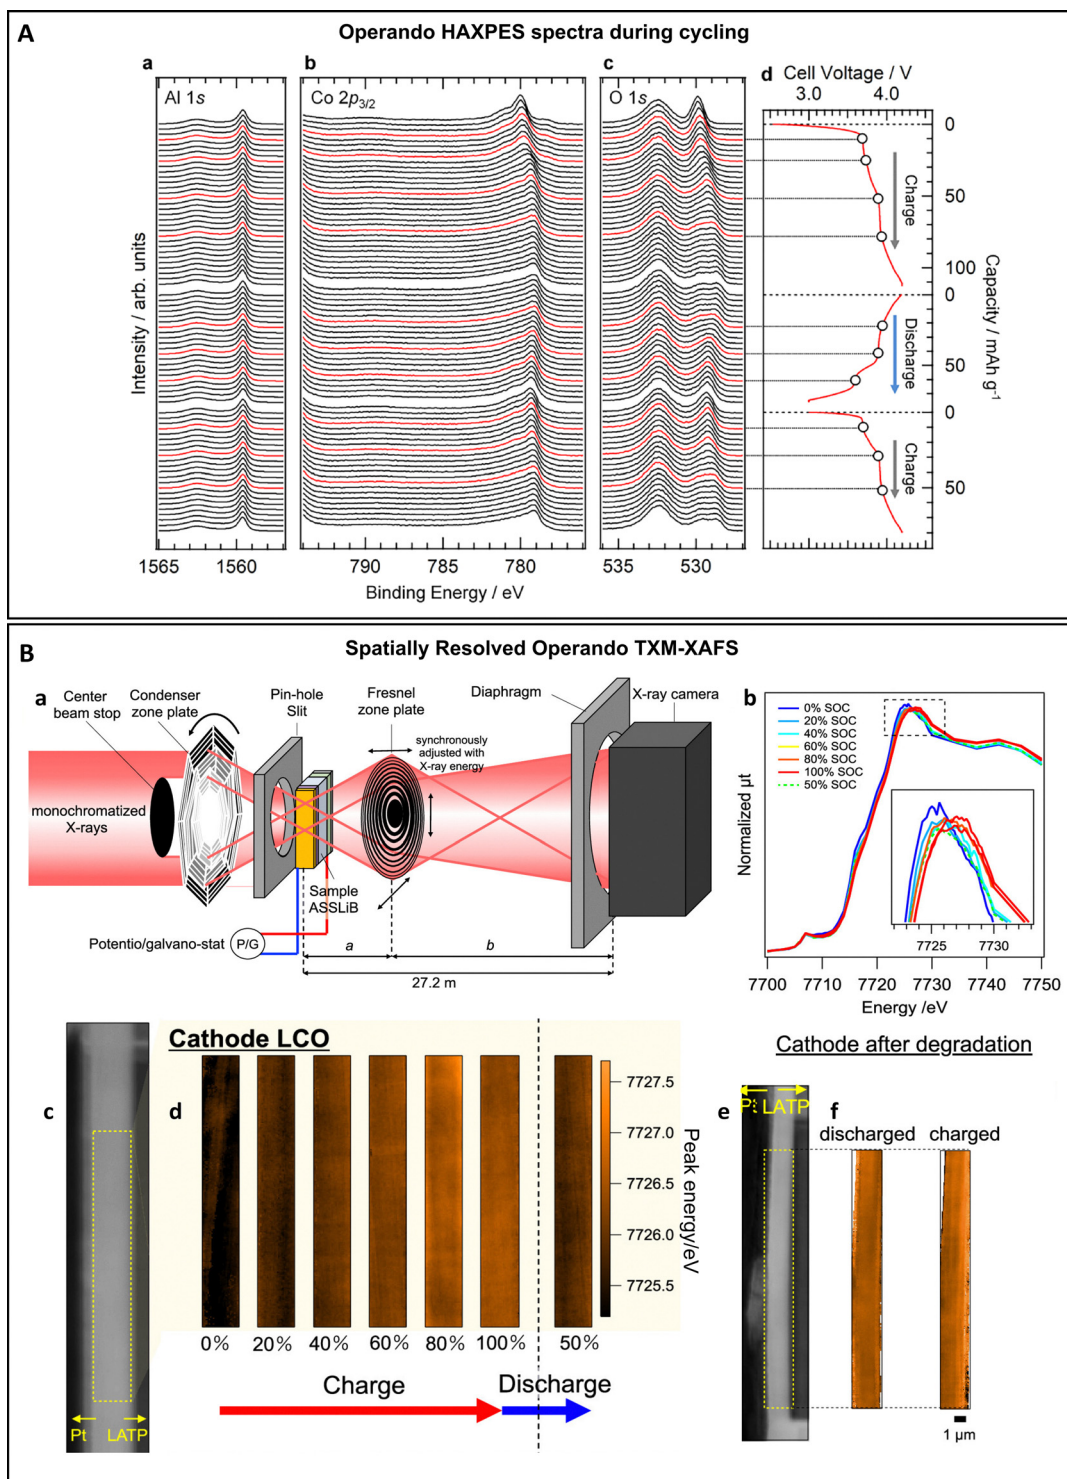 A
Operando HAXPES spectra during cycling
a
b
c
d
Cell Voltage / V
3.0
4.0
Al 1s
Co 2p3/2
O 1s
0
50
100
0
50
0
50
Charge
Discharge
Charge
Capacity / mAh g-1
Intensity / arb. units
1565
1560
790
780
535
530
Binding Energy / eV
B
Spatially Resolved Operando TXM-XAFS
a
Center
beam stop
Condenser
zone plate
Pin-hole
Slit
Fresnel
zone plate
Diaphragm
X-ray camera
synchronously
adjusted with
X-ray energy
monochromatized
X-rays
Sample
ASSLiB
Potentio/galvano-stat
P/G
a
b
27.2 m
b
0% SOC
20% SOC
40% SOC
60% SOC
80% SOC
100% SOC
50% SOC
Normalized μt
7725
7730
7700
7710
7720
7730
7740
7750
Energy /eV
c
Pt
LATP
Cathode LCO
d
0%
20%
40%
60%
80%
100%
50%
7727.5
7727.0
7726.5
7726.0
7725.5
Peak energy/eV
Charge
Discharge
Cathode after degradation
e
LATP
f
discharged
charged
1 μm